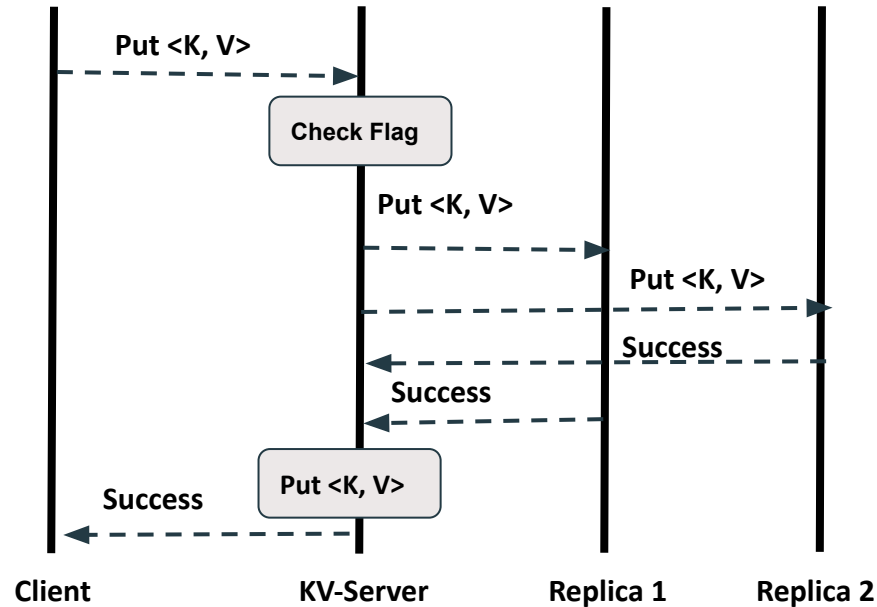 Put <K, V>
Check Flag
Put <K, V>
Put <K, V>
Success
Success
Put <K, V>
Success
Client
KV-Server
Replica 1
Replica 2